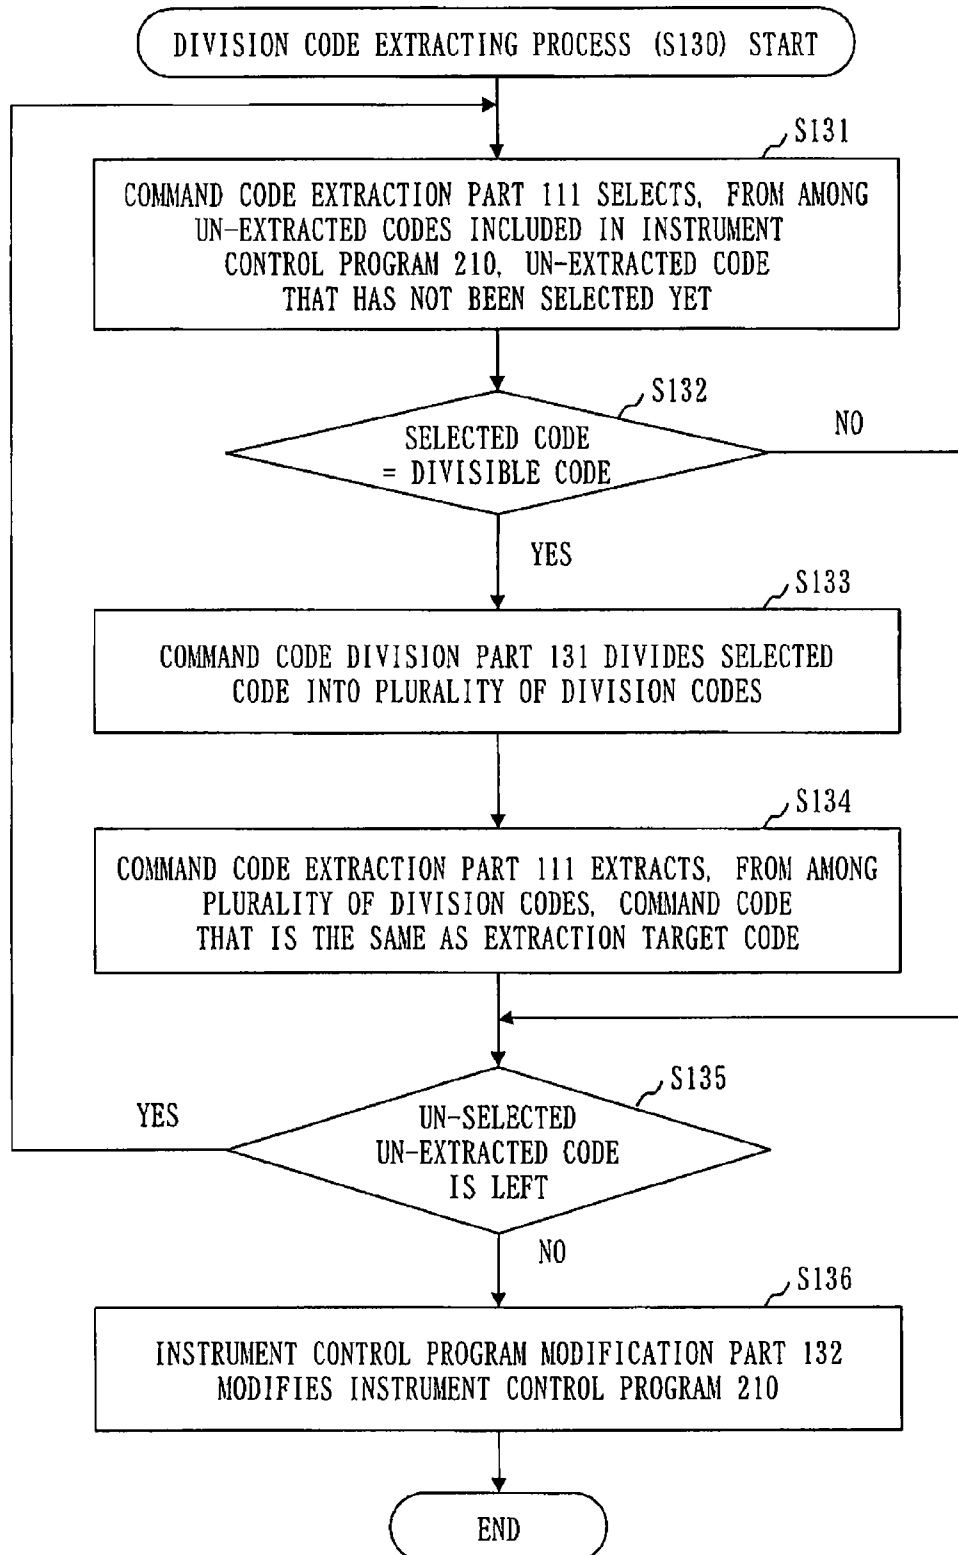 DIVISION CODE EXTRACTING PROCESS (S130) START
S131
COMMAND CODE EXTRACTION PART 111 SELECTS, FROM AMONG
UN-EXTRACTED CODES INCLUDED IN INSTRUMENT
CONTROL PROGRAM 210, UN-EXTRACTED CODE
THAT HAS NOT BEEN SELECTED YET
S132
NO
SELECTED CODE
= DIVISIBLE CODE
YES
S133
COMMAND CODE DIVISION PART 131 DIVIDES SELECTED
CODE INTO PLURALITY OF DIVISION CODES
S134
COMMAND CODE EXTRACTION PART 111 EXTRACTS, FROM AMONG
PLURALITY OF DIVISION CODES, COMMAND CODE
THAT IS THE SAME AS EXTRACTION TARGET CODE
S135
YES
UN-SELECTED
UN-EXTRACTED CODE
IS LEFT
NO
S136
INSTRUMENT CONTROL PROGRAM MODIFICATION PART 132
MODIFIES INSTRUMENT CONTROL PROGRAM 210
END